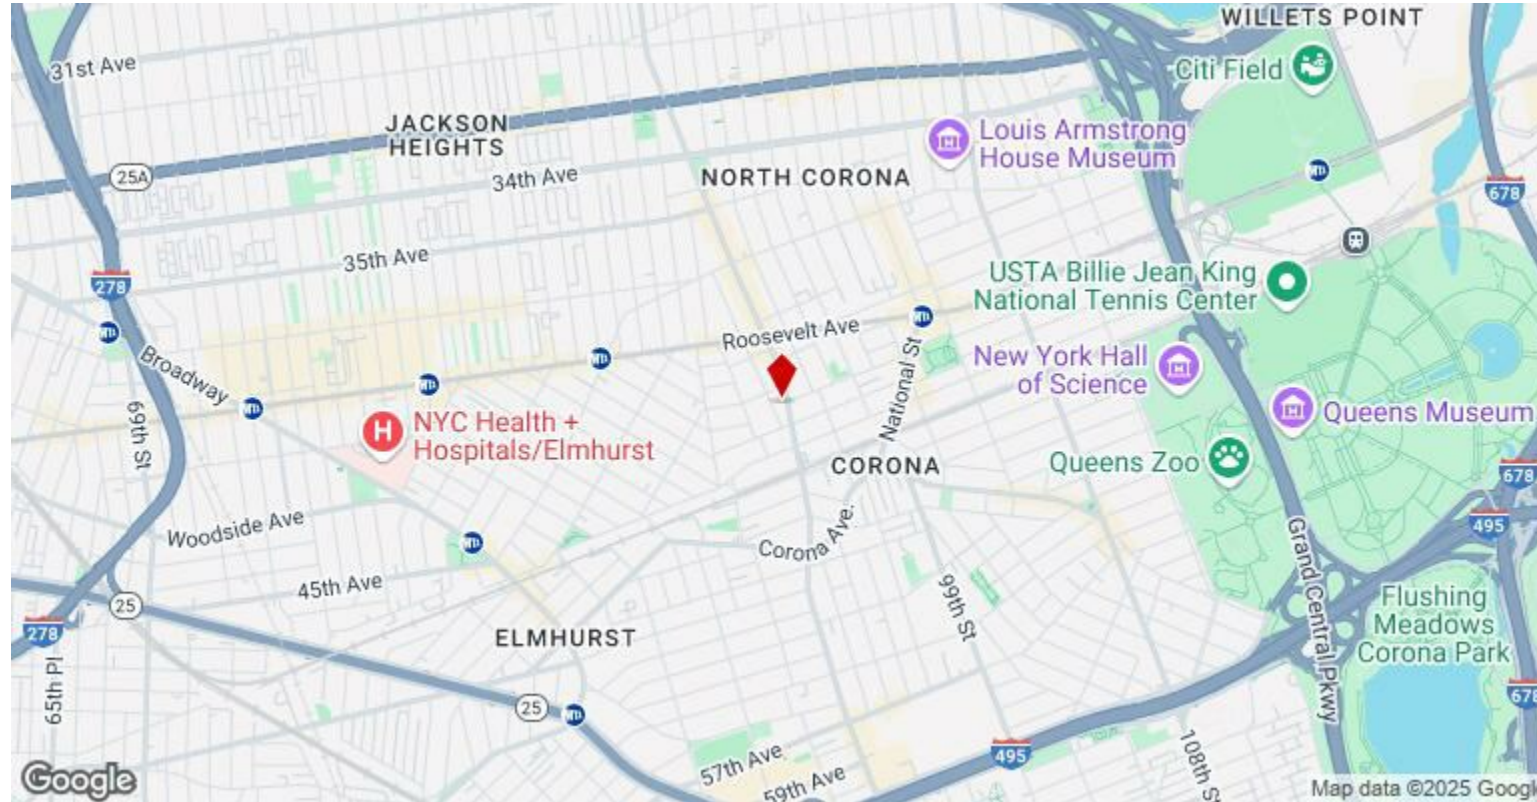 WILLETS POINT
31st Ave
Citi Field
JACKSON
HEIGHTS
Louis Armstrong
House Museum
25A
34th Ave
NORTH CORONA
678
35th Ave
278
USTA Billie Jean King
National Tennis Center
Roosevelt Ave
Broadway
National St
New York Hall
of Science
69th St
H
NYC Health +
Hospitals/Elmhurst
Queens Museum
CORONA
Queens Zoo
678
495
Woodside Ave
Corona Ave.
Grand Central Pkwy
45th Ave
25
99th St
278
ELMHURST
Flushing
Meadows
Corona Park
65th Pl
25
678
57th Ave
495
108th S
59th Ave
Google
Map data ©2025 Googl